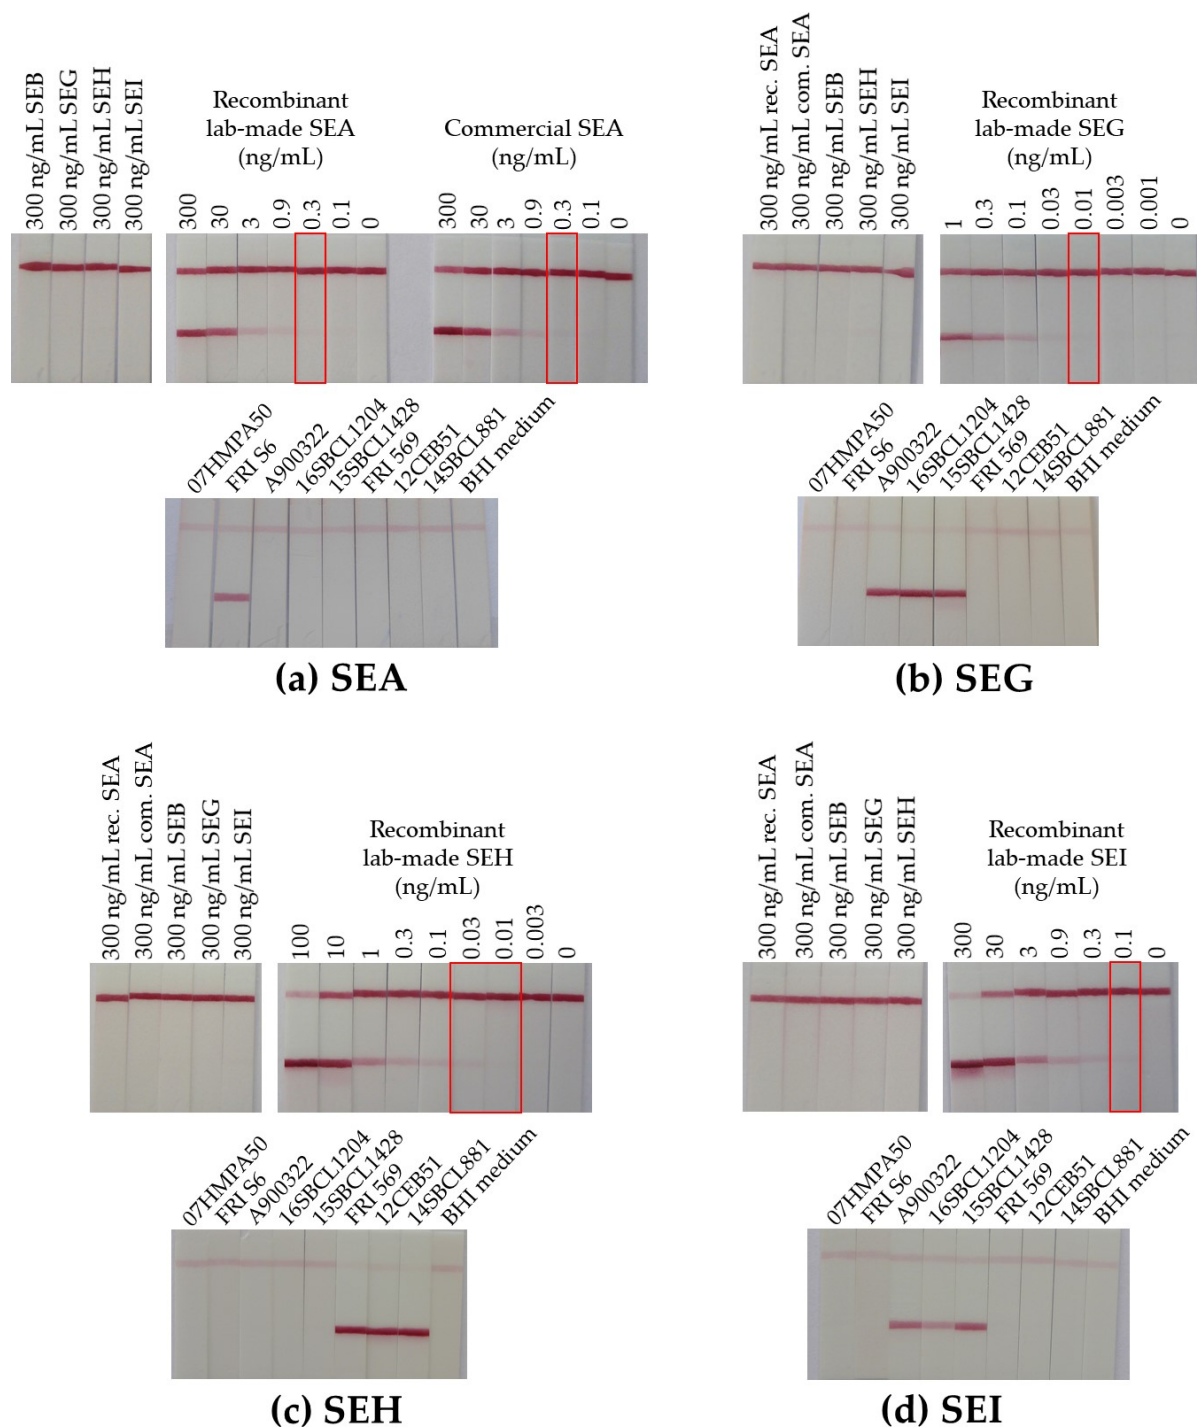 300 ng/mL SEB
300 ng/mL SEG
300 ng/mL SEH
300 ng/mL SEI
Recombinant
lab-made SEA
(ng/mL)
300
30
3
0.9
0.3
0.1
0
Commercial SEA
(ng/mL)
300
30
3
0.9
0.3
0.1
0
07HMPA50
FRI S6
A900322
16SBCL1204
15SBCL1428
FRI 569
12CEB51
14SBCL881
BHI medium
(a) SEA
300 ng/mL rec. SEA
300 ng/mL com. SEA
300 ng/mL SEB
300 ng/mL SEH
300 ng/mL SEI
Recombinant
lab-made SEG
(ng/mL)
1
0.3
0.1
0.03
0.01
0.003
0.001
0
07HMPA50
FRI S6
A900322
16SBCL1204
15SBCL1428
FRI 569
12CEB51
14SBCL881
BHI medium
(b) SEG
300 ng/mL rec. SEA
300 ng/mL com. SEA
300 ng/mL SEB
300 ng/mL SEG
300 ng/mL SEI
Recombinant
lab-made SEH
(ng/mL)
100
10
1
0.3
0.1
0.03
0.01
0.003
0
07HMPA50
FRI S6
A900322
16SBCL1204
15SBCL1428
FRI 569
12CEB51
14SBCL881
BHI medium
(c) SEH
300 ng/mL rec. SEA
300 ng/mL com. SEA
300 ng/mL SEB
300 ng/mL SEG
300 ng/mL SEH
Recombinant
lab-made SEI
(ng/mL)
300
30
3
0.9
0.3
0.1
0
07HMPA50
FRI S6
A900322
16SBCL1204
15SBCL1428
FRI 569
12CEB51
14SBCL881
BHI medium
(d) SEI